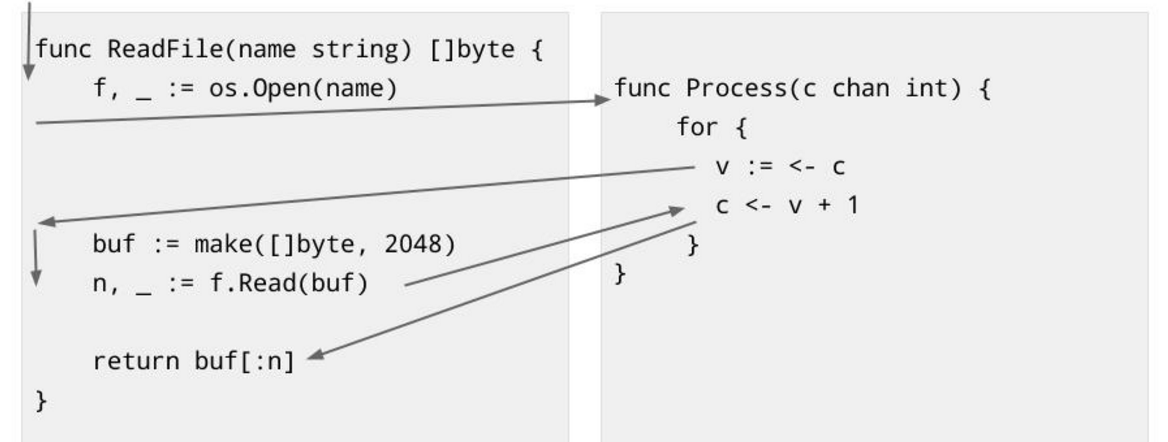 func ReadFile(name string) []byte {
f, _ := os.Open(name)
buf := make([]byte, 2048)
n, _ := f.Read(buf)
return buf[:n]
}
func Process(c chan int) {
for {
v := <- c
c <- v + 1
}
}